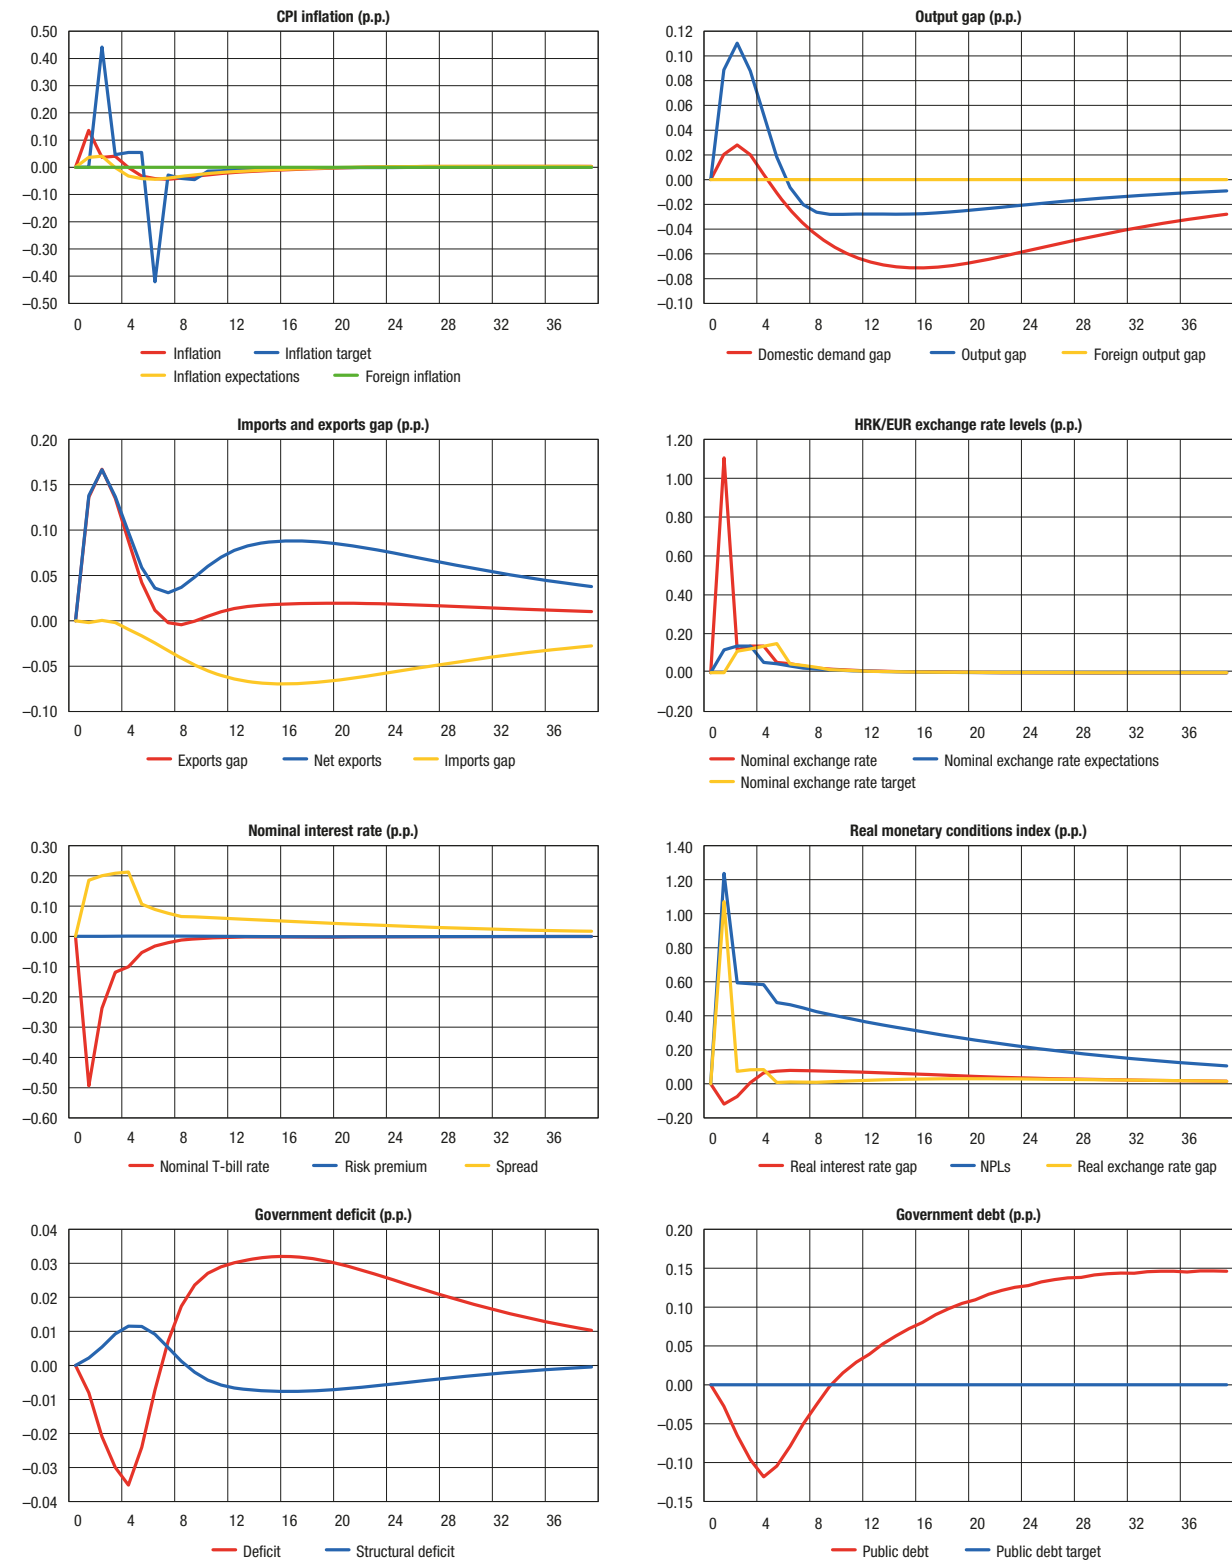 CPI inflation (p.p.)
0.50
0.40
0.30
0.20
0.10
0.00
–0.10
–0.20
–0.30
–0.40
–0.50
0 4 8 12 16 20 24 28 32 36
Inflation Inflation target
Inflation expectations Foreign inflation
Output gap (p.p.)
0.12
0.10
0.08
0.06
0.04
0.02
0.00
–0.02
–0.04
–0.06
–0.08
–0.10
0 4 8 12 16 20 24 28 32 36
Domestic demand gap Output gap Foreign output gap
Imports and exports gap (p.p.)
0.20
0.15
0.10
0.05
0.00
–0.05
–0.10
0 4 8 12 16 20 24 28 32 36
Exports gap Net exports Imports gap
HRK/EUR exchange rate levels (p.p.)
1.20
1.00
0.80
0.60
0.40
0.20
0.00
–0.20
0 4 8 12 16 20 24 28 32 36
Nominal exchange rate Nominal exchange rate expectations
Nominal exchange rate target
Nominal interest rate (p.p.)
0.30
0.20
0.10
0.00
–0.10
–0.20
–0.30
–0.40
–0.50
–0.60
0 4 8 12 16 20 24 28 32 36
Nominal T-bill rate Risk premium Spread
Real monetary conditions index (p.p.)
1.40
1.20
1.00
0.80
0.60
0.40
0.20
0.00
–0.20
0 4 8 12 16 20 24 28 32 36
Real interest rate gap NPLs Real exchange rate gap
Government deficit (p.p.)
0.04
0.03
0.02
0.01
0.00
–0.01
–0.02
–0.03
–0.04
0 4 8 12 16 20 24 28 32 36
Deficit Structural deficit
Government debt (p.p.)
0.20
0.15
0.10
0.05
0.00
–0.05
–0.10
–0.15
0 4 8 12 16 20 24 28 32 36
Public debt Public debt target